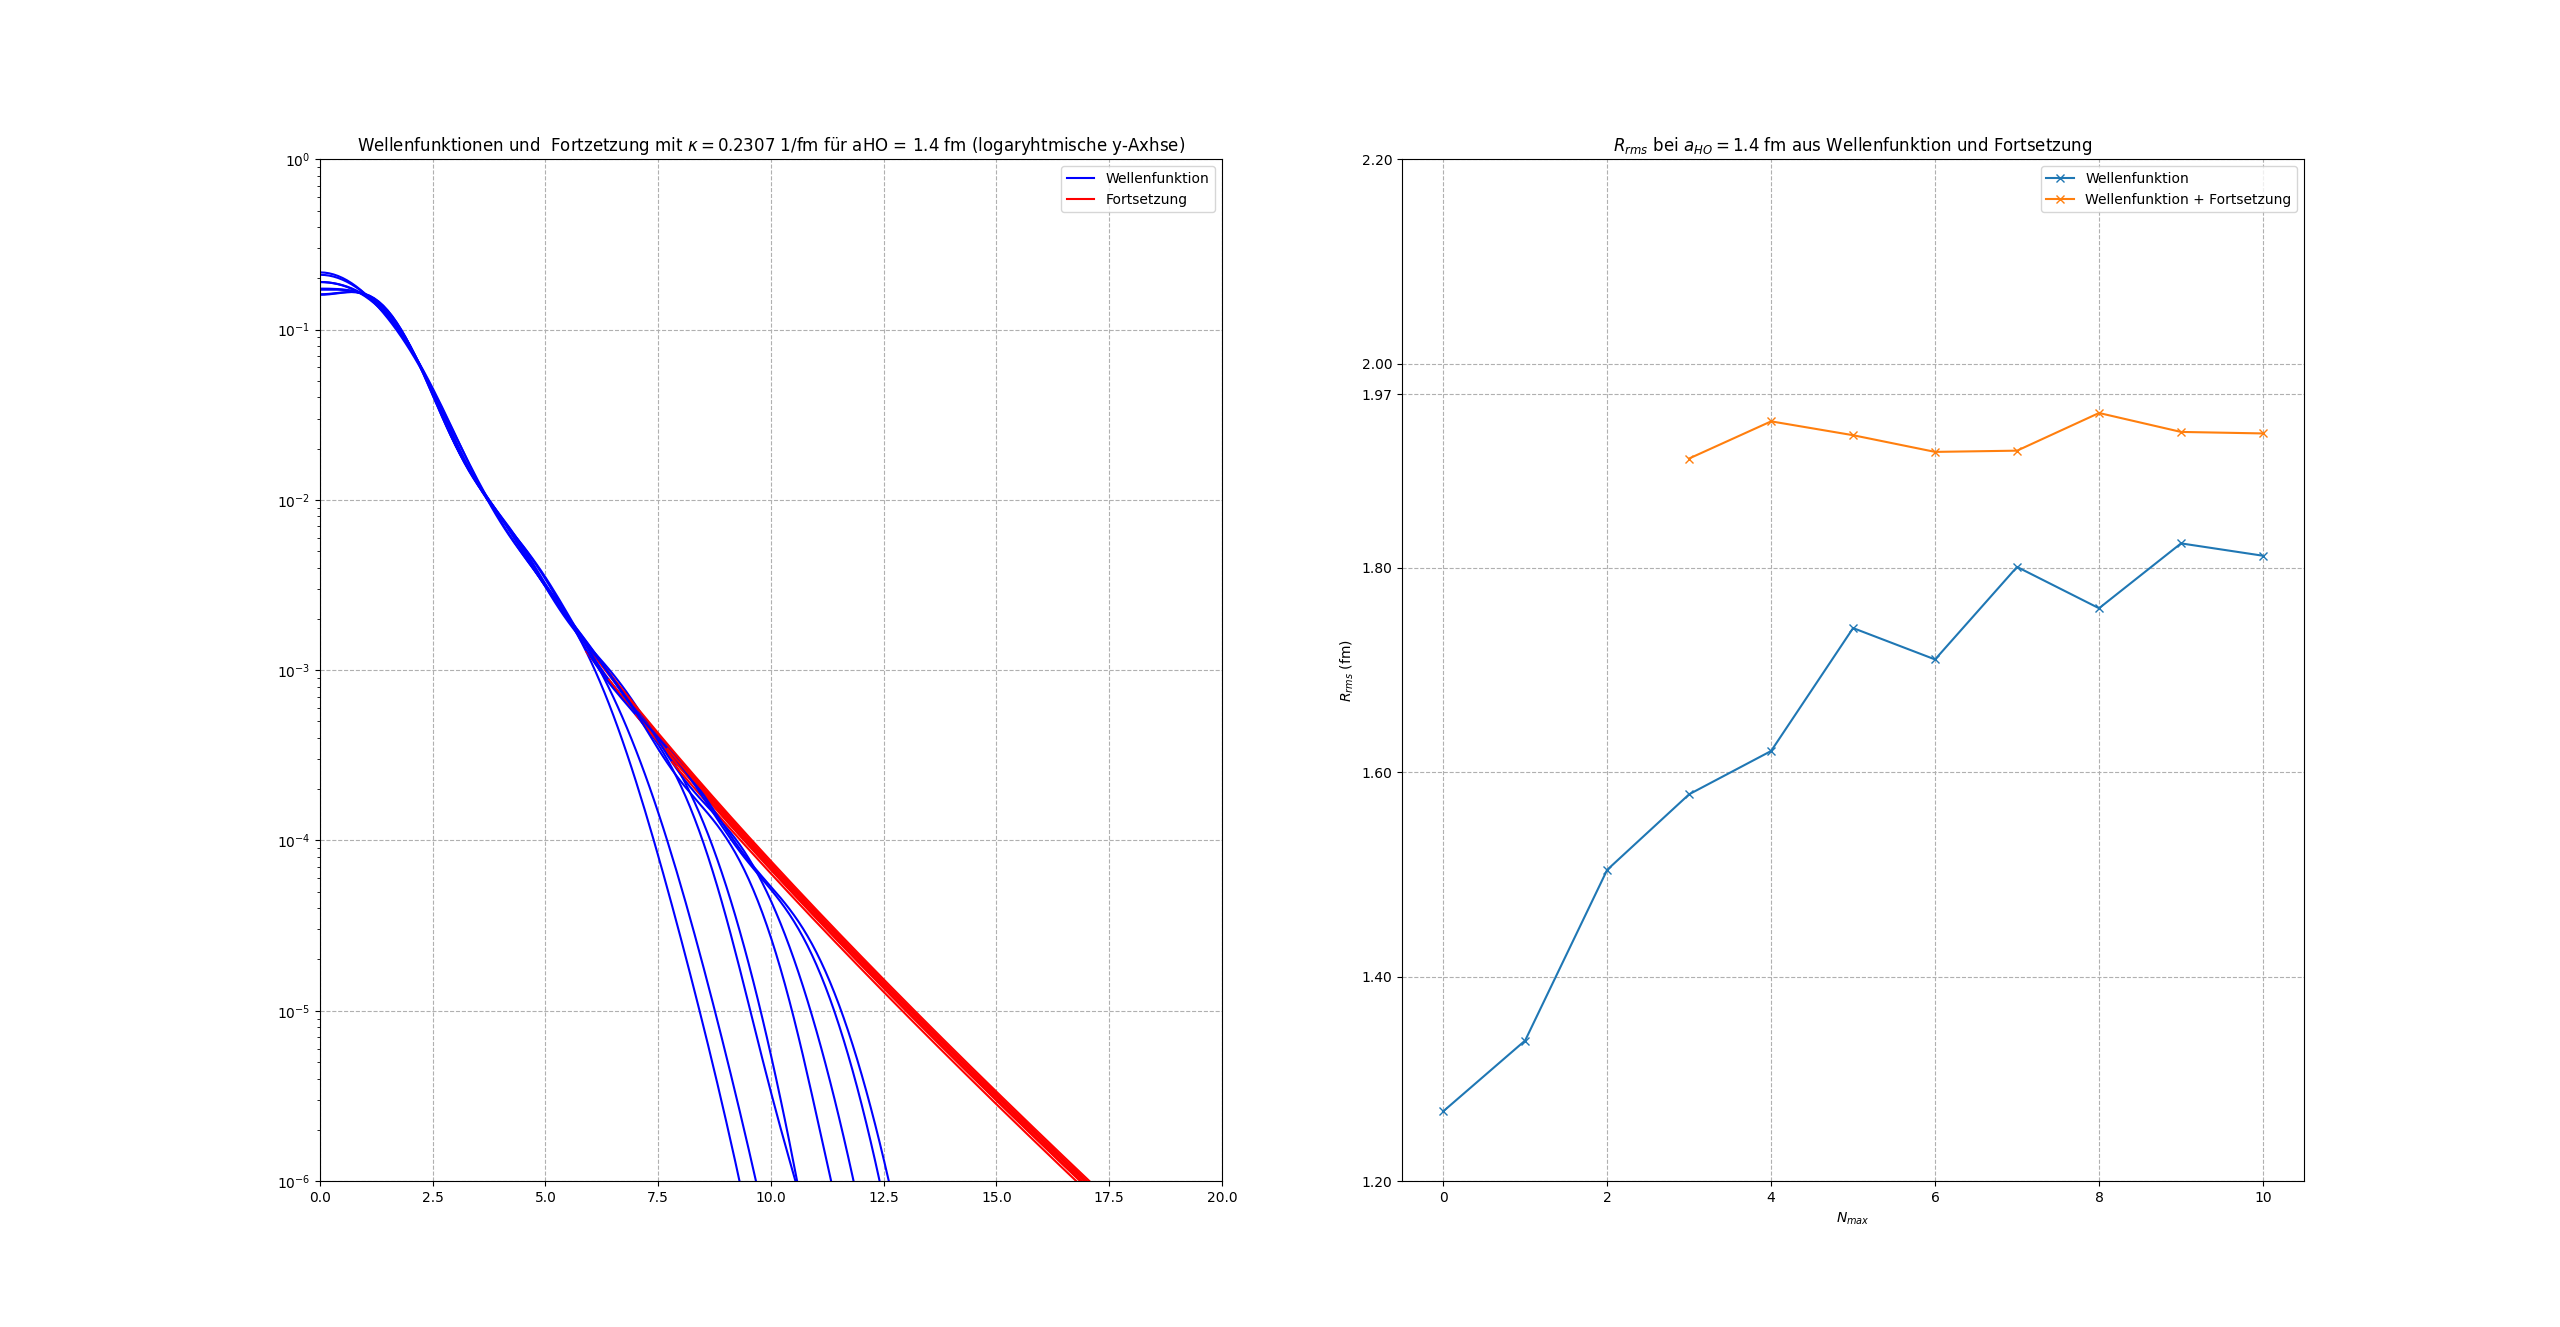 Wellenfunktionen und  Fortzetzung mit κ = 0.2307 1/fm für aHO = 1.4 fm (logaryhtmische y-Axhse)
Wellenfunktion
Fortsetzung
10⁰
10⁻¹
10⁻²
10⁻³
10⁻⁴
10⁻⁵
10⁻⁶
0.0 2.5 5.0 7.5 10.0 12.5 15.0 17.5 20.0
R_rms bei a_HO = 1.4 fm aus Wellenfunktion und Fortsetzung
Wellenfunktion
Wellenfunktion + Fortsetzung
2.20
2.00
1.97
1.80
1.60
1.40
1.20
R_rms (fm)
0 2 4 6 8 10
N_max